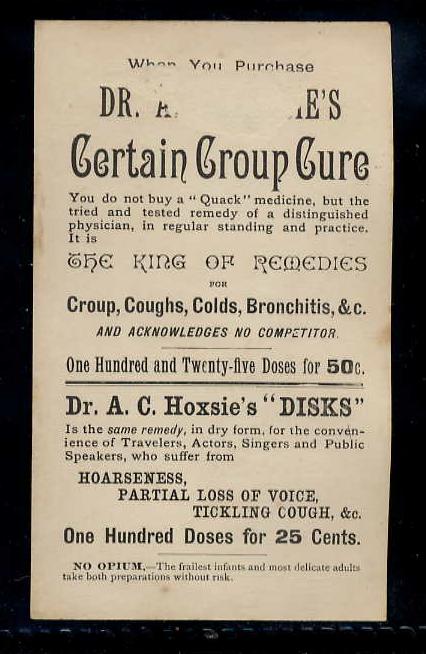 When You Purchase
DR. A. IE'S
Certain Croup Cure
You do not buy a "Quack" medicine, but the
tried and tested remedy of a distinguished
physician, in regular standing and practice.
It is
THE KING OF REMEDIES
FOR
Croup, Coughs, Colds, Bronchitis, &c.
AND ACKNOWLEDGES NO COMPETITOR.
One Hundred and Twenty-five Doses for 50c.
Dr. A. C. Hoxsie's "DISKS"
Is the same remedy, in dry form, for the conven-
ience of Travelers, Actors, Singers and Public
Speakers, who suffer from
HOARSENESS,
PARTIAL LOSS OF VOICE,
TICKLING COUGH, &c.
One Hundred Doses for 25 Cents.
NO OPIUM,—The frailest infants and most delicate adults
take both preparations without risk.